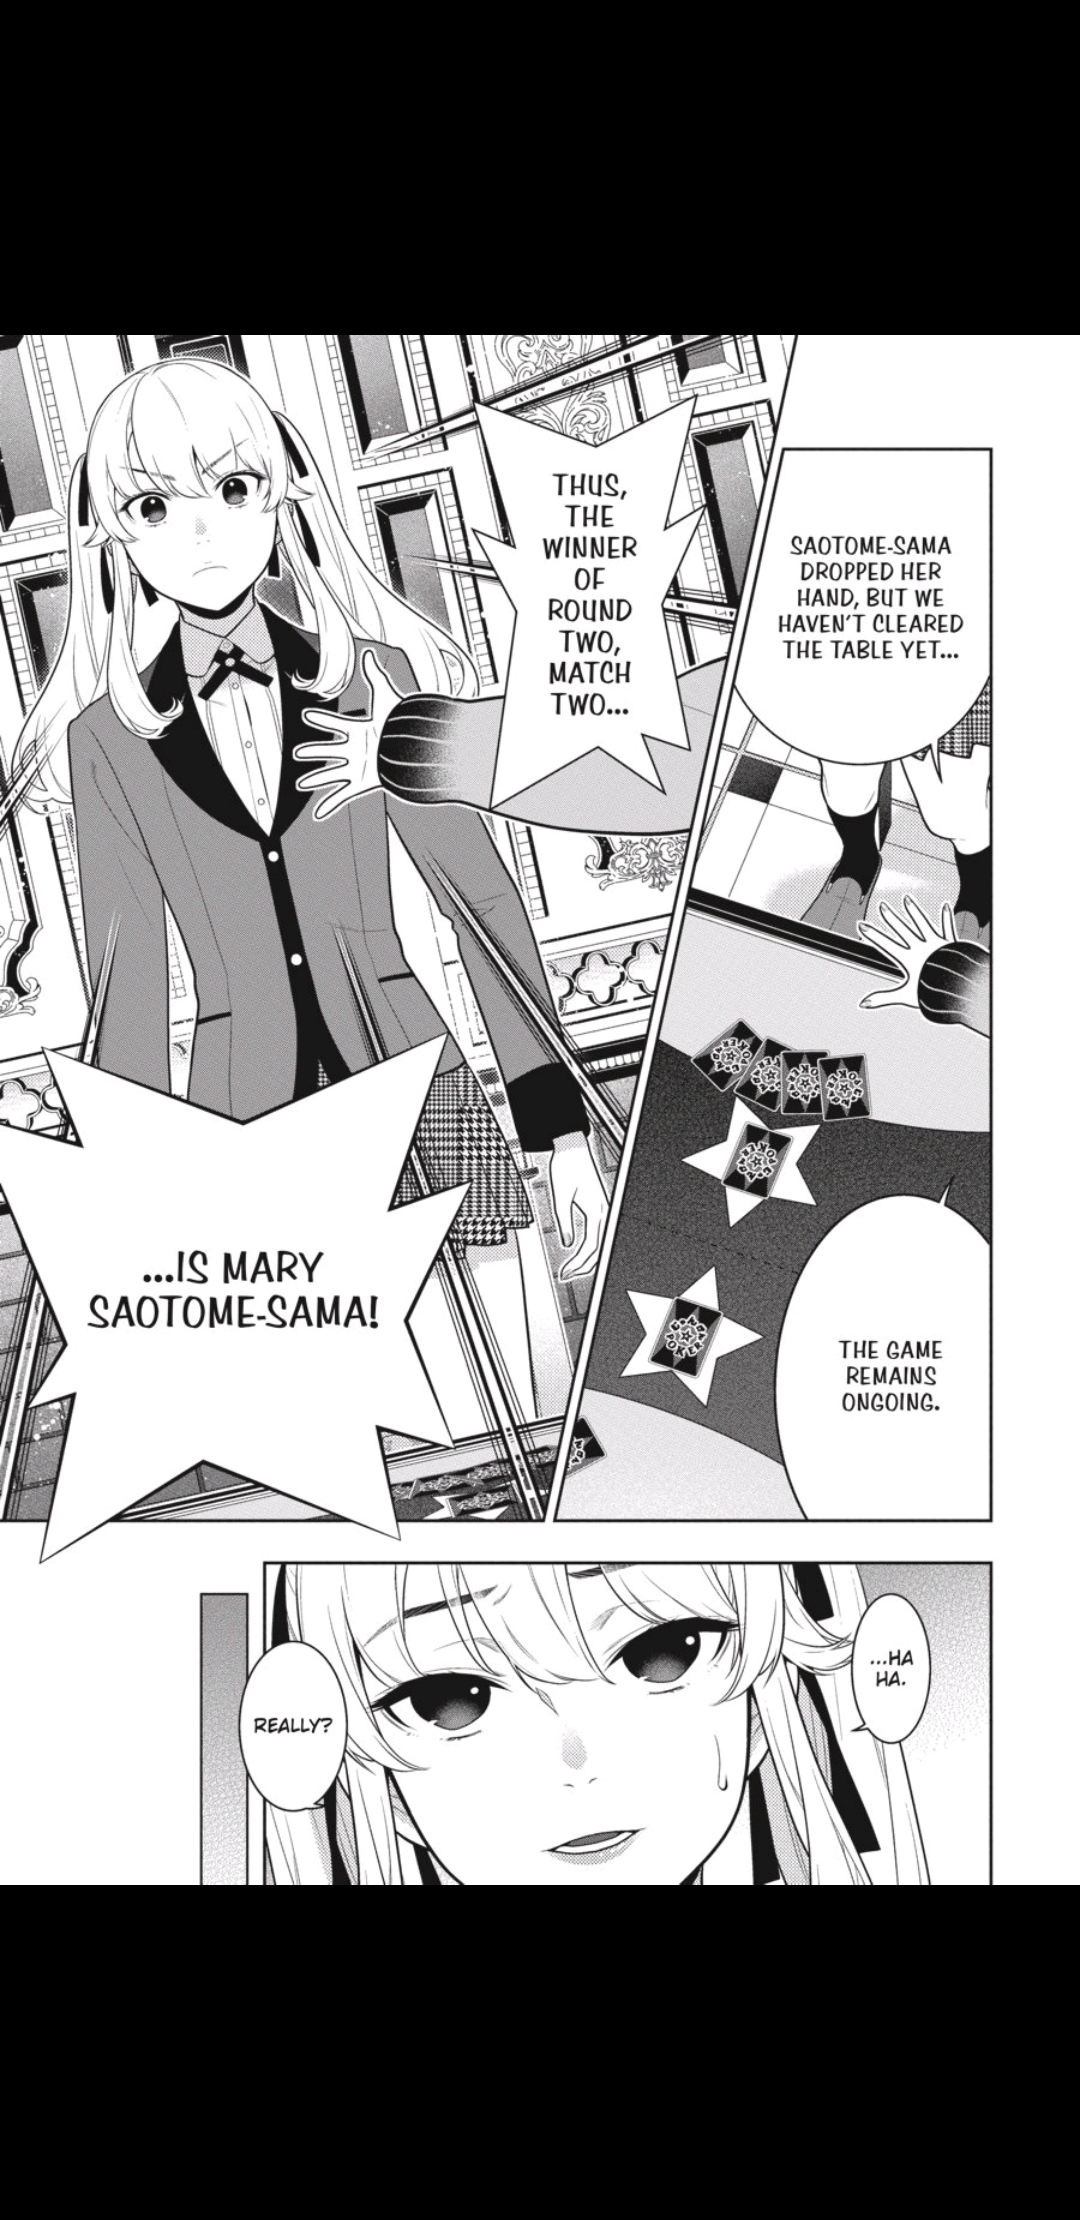 SAOTOME-SAMA
DROPPED HER
HAND, BUT WE
HAVEN'T CLEARED
THE TABLE YET...
THE GAME
REMAINS
ONGOING.
THUS,
THE
WINNER
OF
ROUND
TWO,
MATCH
TWO...
...IS MARY
SAOTOME-SAMA!
...HA
HA.
REALLY?